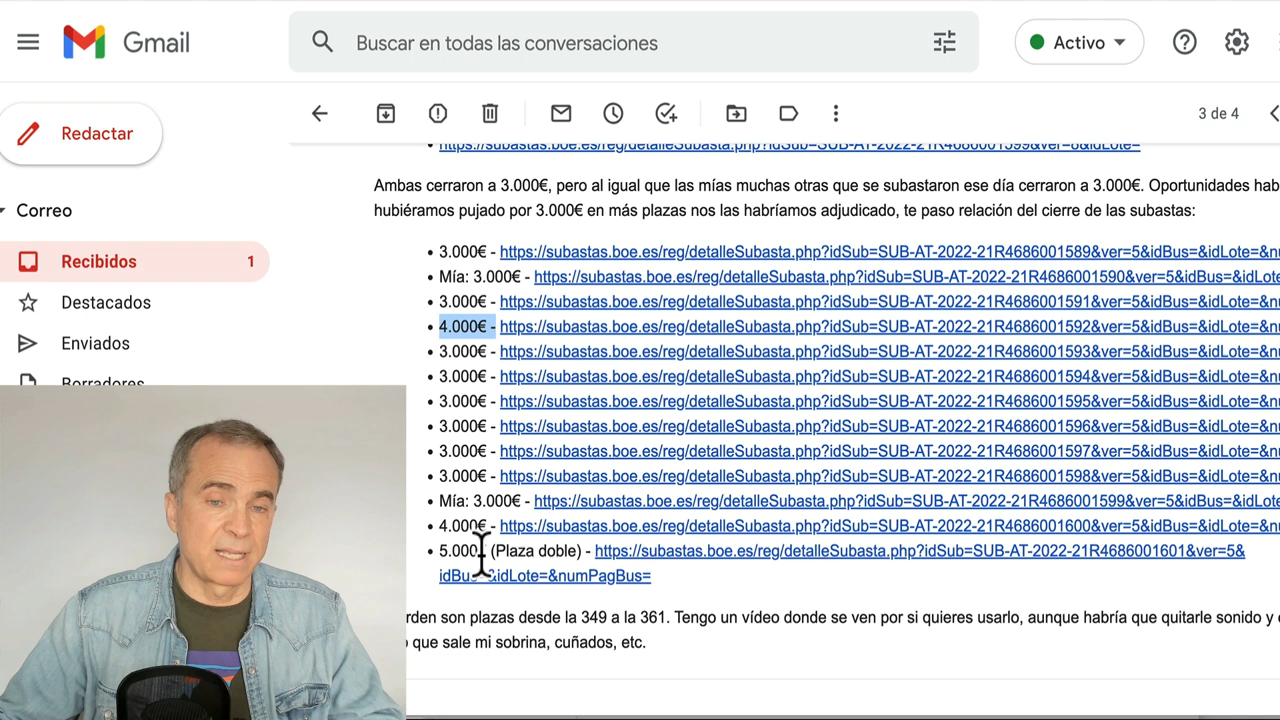 Gmail
Buscar en todas las conversaciones
Activo
Redactar
3 de 4
Correo
Recibidos 1
Destacados
Enviados
Borradores
https://subastas.boe.es/reg/detalleSubasta.php?idSub=SUB-AT-2022-21R4686001599&ver=6&idLote=
Ambas cerraron a 3.000€, pero al igual que las mías muchas otras que se subastaron ese día cerraron a 3.000€. Oportunidades hab
hubiéramos pujado por 3.000€ en más plazas nos las habríamos adjudicado, te paso relación del cierre de las subastas:
• 3.000€ - https://subastas.boe.es/reg/detalleSubasta.php?idSub=SUB-AT-2022-21R4686001589&ver=5&idBus=&idLote=&nu
• Mía: 3.000€ - https://subastas.boe.es/reg/detalleSubasta.php?idSub=SUB-AT-2022-21R4686001590&ver=5&idBus=&idLote
• 3.000€ - https://subastas.boe.es/reg/detalleSubasta.php?idSub=SUB-AT-2022-21R4686001591&ver=5&idBus=&idLote=&nu
• 4.000€ - https://subastas.boe.es/reg/detalleSubasta.php?idSub=SUB-AT-2022-21R4686001592&ver=5&idBus=&idLote=&nu
• 3.000€ - https://subastas.boe.es/reg/detalleSubasta.php?idSub=SUB-AT-2022-21R4686001593&ver=5&idBus=&idLote=&nu
• 3.000€ - https://subastas.boe.es/reg/detalleSubasta.php?idSub=SUB-AT-2022-21R4686001594&ver=5&idBus=&idLote=&nu
• 3.000€ - https://subastas.boe.es/reg/detalleSubasta.php?idSub=SUB-AT-2022-21R4686001595&ver=5&idBus=&idLote=&nu
• 3.000€ - https://subastas.boe.es/reg/detalleSubasta.php?idSub=SUB-AT-2022-21R4686001596&ver=5&idBus=&idLote=&nu
• 3.000€ - https://subastas.boe.es/reg/detalleSubasta.php?idSub=SUB-AT-2022-21R4686001597&ver=5&idBus=&idLote=&nu
• 3.000€ - https://subastas.boe.es/reg/detalleSubasta.php?idSub=SUB-AT-2022-21R4686001598&ver=5&idBus=&idLote=&nu
• Mía: 3.000€ - https://subastas.boe.es/reg/detalleSubasta.php?idSub=SUB-AT-2022-21R4686001599&ver=5&idBus=&idLote
• 4.000€ - https://subastas.boe.es/reg/detalleSubasta.php?idSub=SUB-AT-2022-21R4686001600&ver=5&idBus=&idLote=&nu
• 5.000 (Plaza doble) - https://subastas.boe.es/reg/detalleSubasta.php?idSub=SUB-AT-2022-21R4686001601&ver=5&
idBus &idLote=&numPagBus=
rden son plazas desde la 349 a la 361. Tengo un vídeo donde se ven por si quieres usarlo, aunque habría que quitarle sonido y
que sale mi sobrina, cuñados, etc.